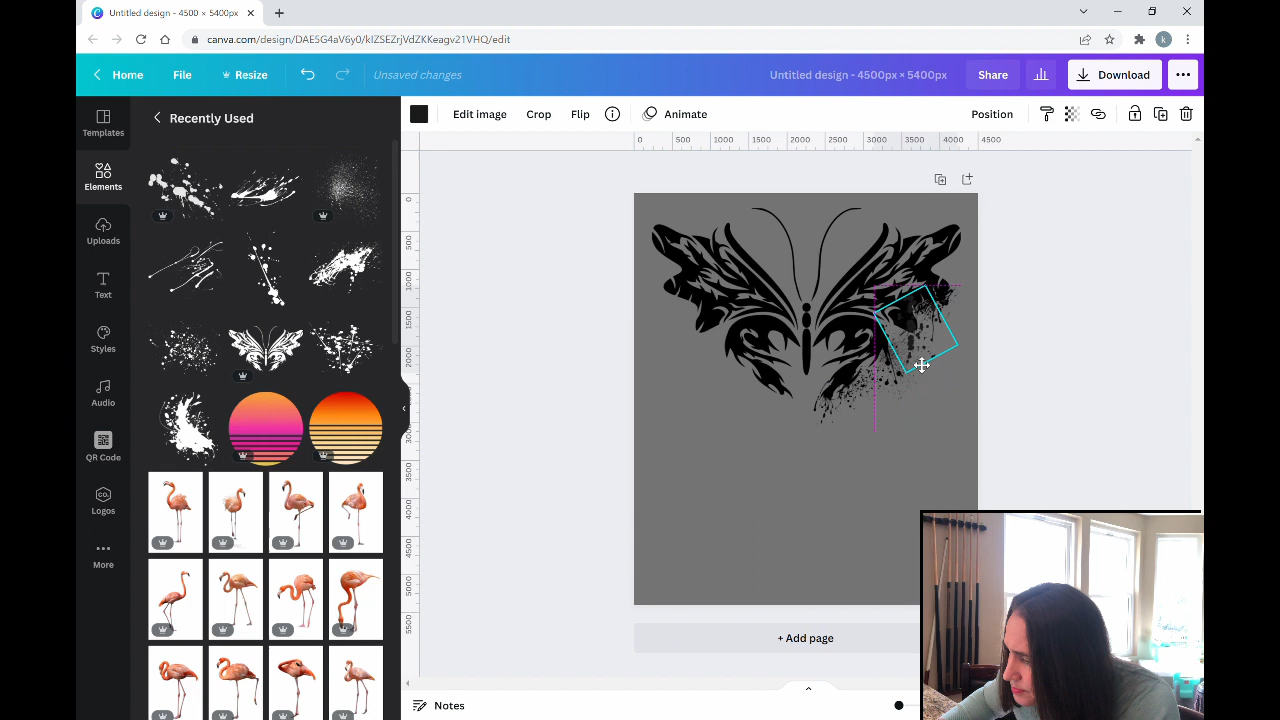 Untitled design - 4500 × 5400px
canva.com/design/DAE5G4aV6y0/kIZSEZrjVdZKKeagv21VHQ/edit
k
Home
File
Resize
Unsaved changes
Untitled design - 4500px × 5400px
Share
Download
Templates
Elements
Uploads
Text
Styles
Audio
QR Code
CO.
Logos
More
Recently Used
Edit image
Crop
Flip
Animate
Position
0 500 1000 1500 2000 2500 3000 3500 4000 4500
0
500
1000
1500
2000
2500
3000
3500
4000
4500
5000
5500
+ Add page
Notes